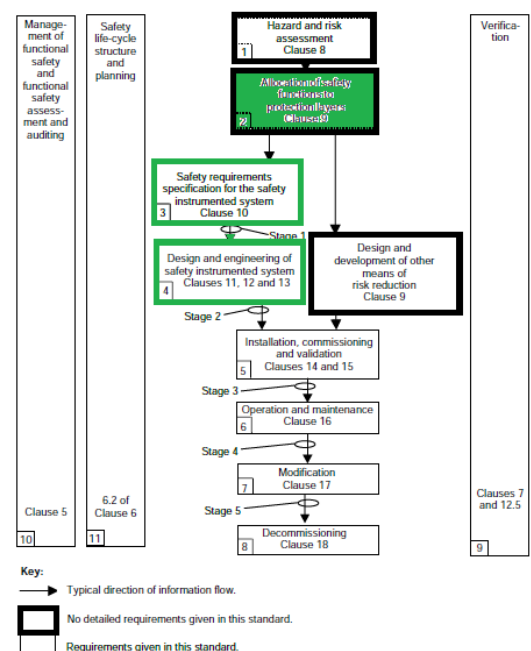 Manage-
ment of
functional
safety
and
functional
safety
assess-
ment and
auditing
Clause 5
10
Safety
life-cycle
structure
and
planning
6.2 of
Clause 6
11
Hazard and risk
assessment
Clause 8
1
Allocation of safety
functions to
protection layers
Clause 9
2
Safety requirements
specification for the safety
instrumented system
Clause 10
3
Stage 1
Design and engineering of
safety instrumented system
Clauses 11, 12 and 13
4
Design and
development of other
means of
risk reduction
Clause 9
Stage 2
Installation, commissioning
and validation
Clauses 14 and 15
5
Stage 3
Operation and maintenance
Clause 16
6
Stage 4
Modification
Clause 17
7
Stage 5
Decommissioning
Clause 18
8
Verifica-
tion
Clauses 7
and 12.5
9
Key:
Typical direction of information flow.
No detailed requirements given in this standard.
Requirements given in this standard.